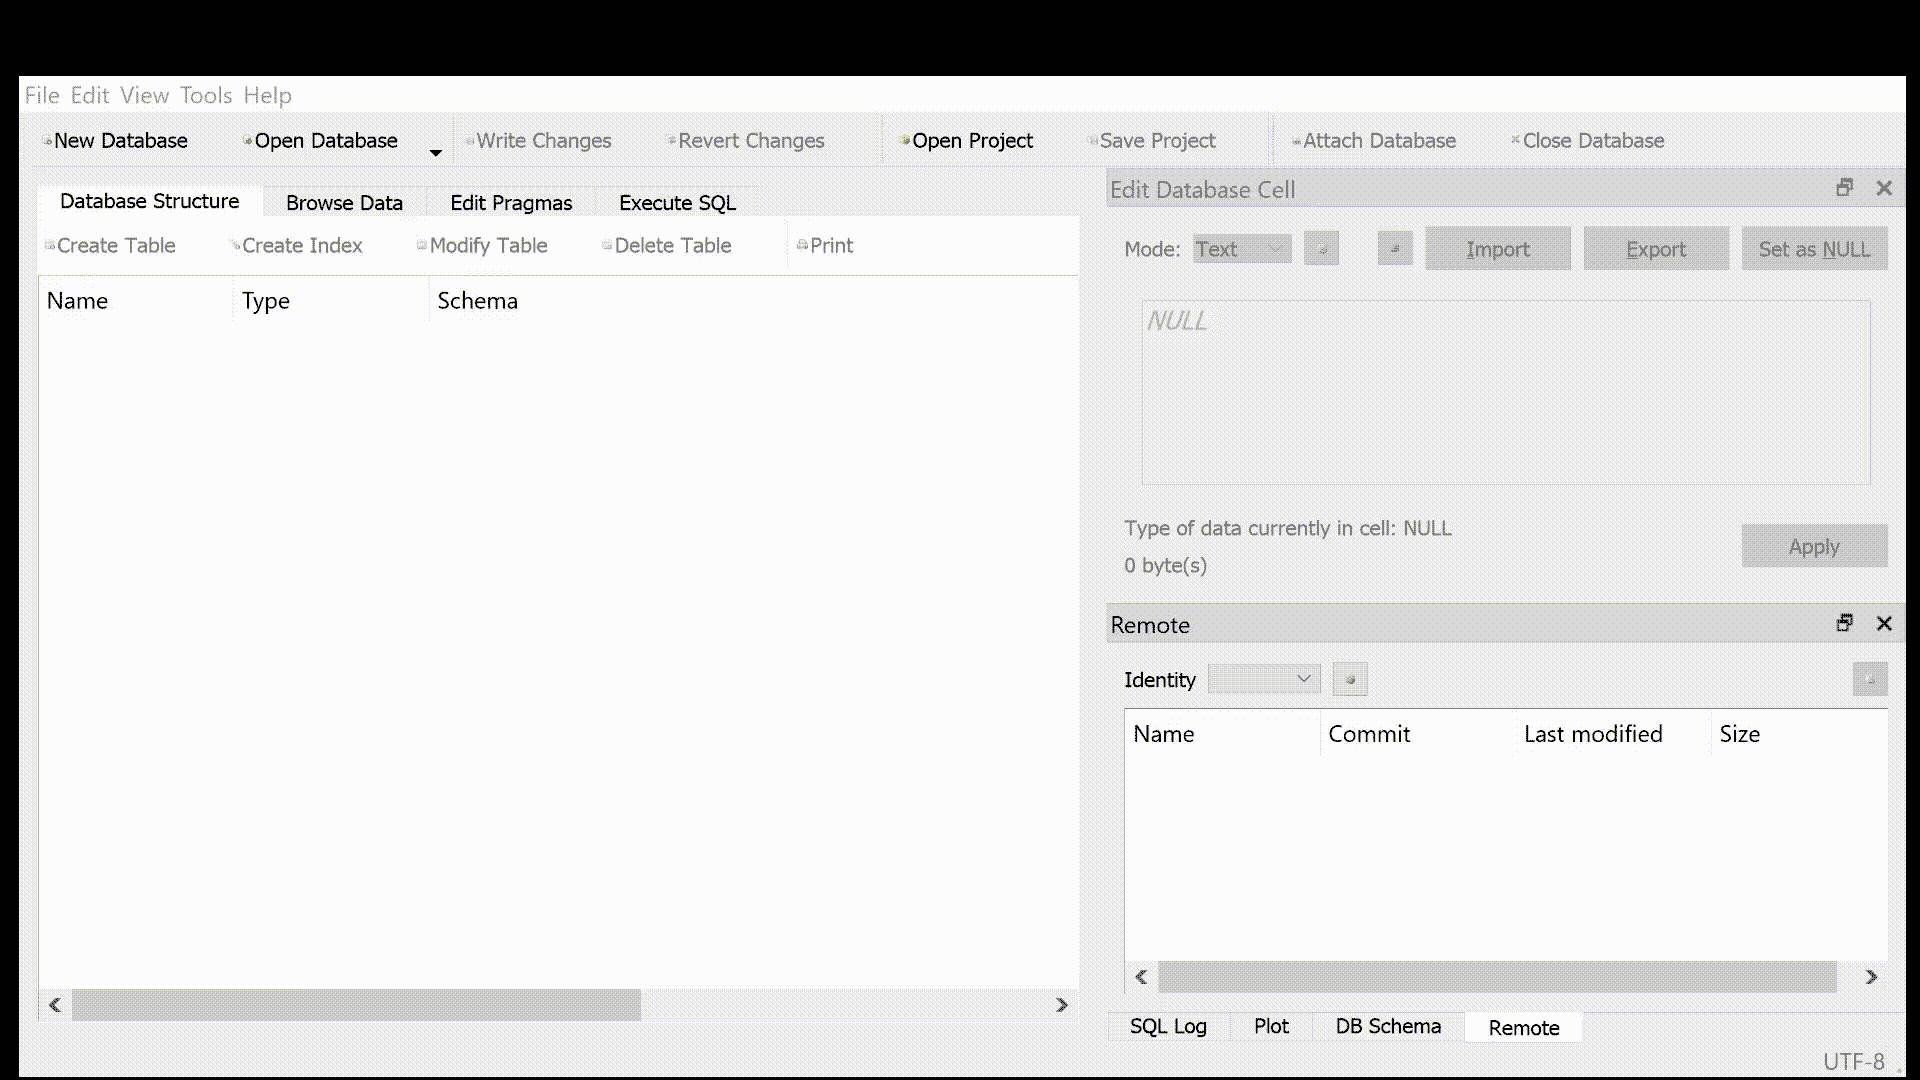 File Edit View Tools Help
New Database Open Database Write Changes Revert Changes Open Project Save Project Attach Database Close Database
Database Structure Browse Data Edit Pragmas Execute SQL
Create Table Create Index Modify Table Delete Table Print
Name Type Schema
Edit Database Cell
Mode: Text Import Export Set as NULL
NULL
Type of data currently in cell: NULL
0 byte(s)
Apply
Remote
Identity
Name Commit Last modified Size
SQL Log Plot DB Schema Remote
UTF-8